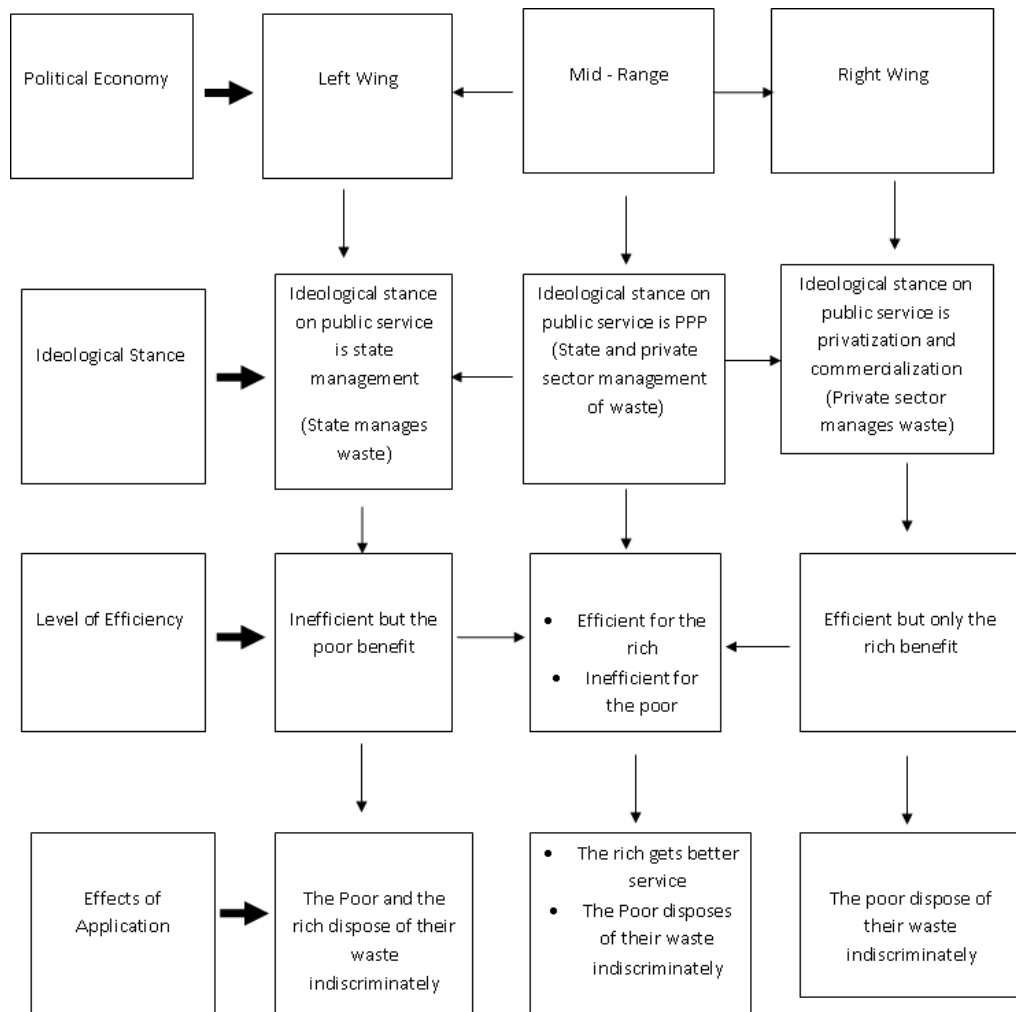 Political Economy
Left Wing
Mid - Range
Right Wing
Ideological Stance
Ideological stance
on public service
is state
management
(State manages
waste)
Ideological stance on
public service is PPP
(State and private
sector management
of waste)
Ideological stance on
public service is
privatization and
commercialization
(Private sector
manages waste)
Level of Efficiency
Inefficient but the
poor benefit
• Efficient for the
rich
• Inefficient for
the poor
Efficient but only the
rich benefit
Effects of
Application
The Poor and the
rich dispose of their
waste
indiscriminately
• The rich gets better
service
• The Poor disposes
of their waste
indiscriminately
The poor dispose of
their waste
indiscriminately